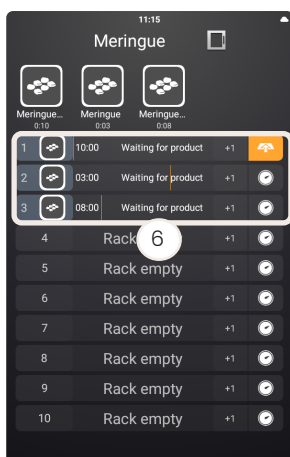 11:15
Meringue
Meringue... Meringue Meringue...
0:10 0:03 0:08
1 10:00 Waiting for product +1
2 03:00 Waiting for product +1
3 08:00 Waiting for product +1
4 Rack +1
6
5 Rack empty +1
6 Rack empty +1
7 Rack empty +1
8 Rack empty +1
9 Rack empty +1
10 Rack empty +1